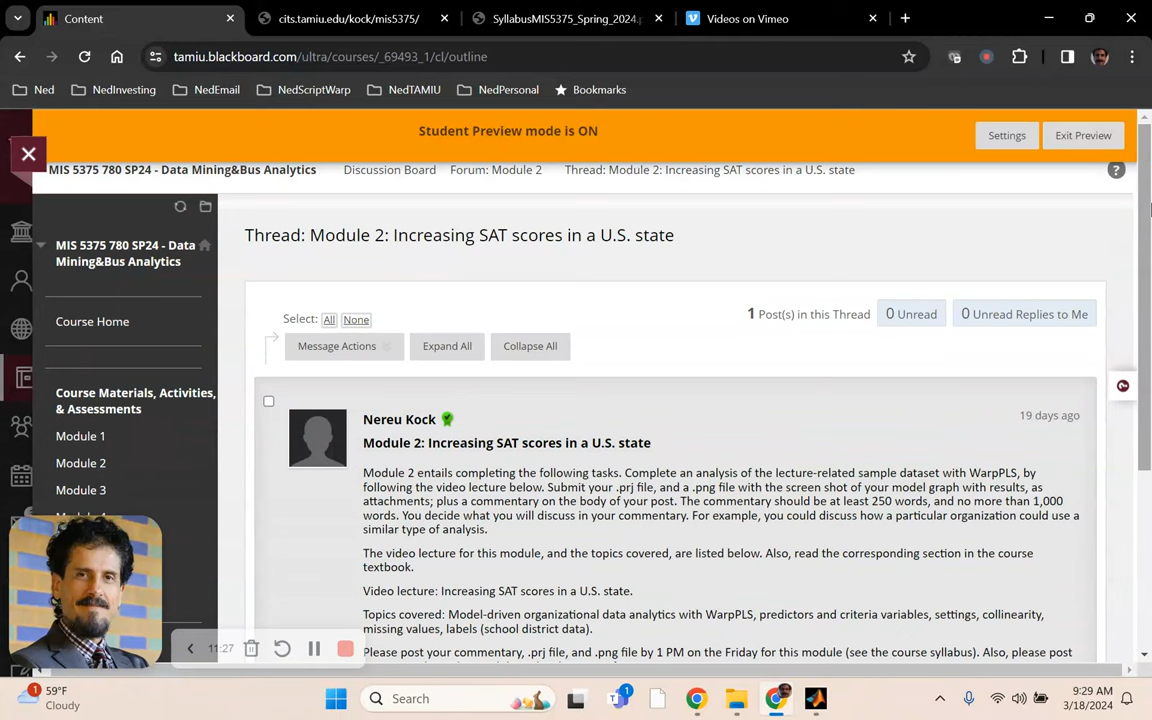 Content
cits.tamiu.edu/kock/mis5375/
SyllabusMIS5375_Spring_2024.
Videos on Vimeo
tamiu.blackboard.com/ultra/courses/_69493_1/cl/outline
Ned
NedInvesting
NedEmail
NedScriptWarp
NedTAMIU
NedPersonal
Bookmarks
Student Preview mode is ON
Settings
Exit Preview
MIS 5375 780 SP24 - Data Mining&Bus Analytics
Discussion Board
Forum: Module 2
Thread: Module 2: Increasing SAT scores in a U.S. state
MIS 5375 780 SP24 - Data
Mining&Bus Analytics
Course Home
Course Materials, Activities,
& Assessments
Module 1
Module 2
Module 3
Thread: Module 2: Increasing SAT scores in a U.S. state
Select: All None
1 Post(s) in this Thread
0 Unread
0 Unread Replies to Me
Message Actions
Expand All
Collapse All
Nereu Kock
19 days ago
Module 2: Increasing SAT scores in a U.S. state
Module 2 entails completing the following tasks. Complete an analysis of the lecture-related sample dataset with WarpPLS, by
following the video lecture below. Submit your .prj file, and a .png file with the screen shot of your model graph with results, as
attachments; plus a commentary on the body of your post. The commentary should be at least 250 words, and no more than 1,000
words. You decide what you will discuss in your commentary. For example, you could discuss how a particular organization could use a
similar type of analysis.
The video lecture for this module, and the topics covered, are listed below. Also, read the corresponding section in the course
textbook.
Video lecture: Increasing SAT scores in a U.S. state.
Topics covered: Model-driven organizational data analytics with WarpPLS, predictors and criteria variables, settings, collinearity,
missing values, labels (school district data).
Please post your commentary, .prj file, and .png file by 1 PM on the Friday for this module (see the course syllabus). Also, please post
11:27
1
59°F
Cloudy
Search
1
9:29 AM
3/18/2024